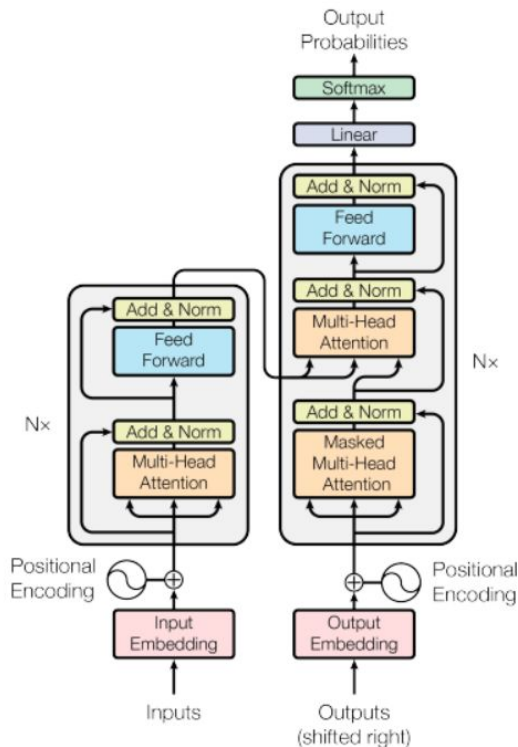 Output
Probabilities
Softmax
Linear
Add & Norm
Feed
Forward
Add & Norm
Multi-Head
Attention
Add & Norm
Masked
Multi-Head
Attention
N×
Positional
Encoding
Output
Embedding
Outputs
(shifted right)
Add & Norm
Feed
Forward
Add & Norm
Multi-Head
Attention
N×
Positional
Encoding
Input
Embedding
Inputs